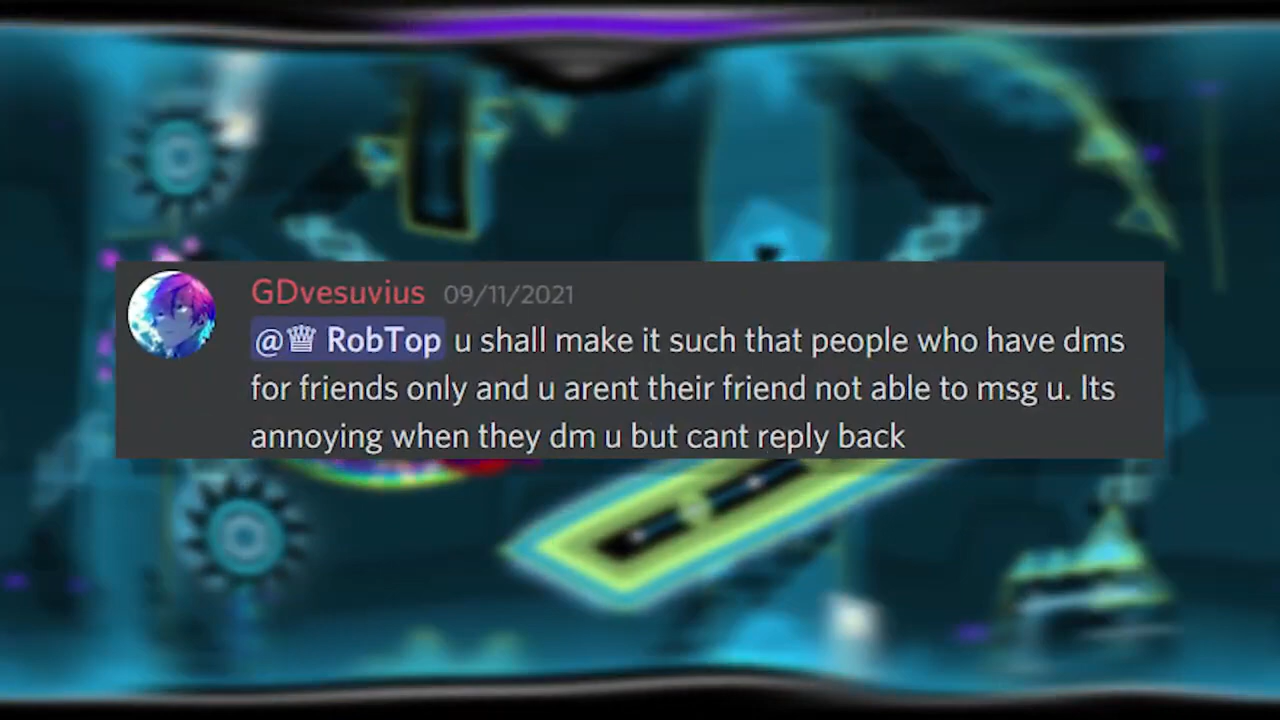 GDvesuvius 09/11/2021
@♛ RobTop u shall make it such that people who have dms
for friends only and u arent their friend not able to msg u. Its
annoying when they dm u but cant reply back